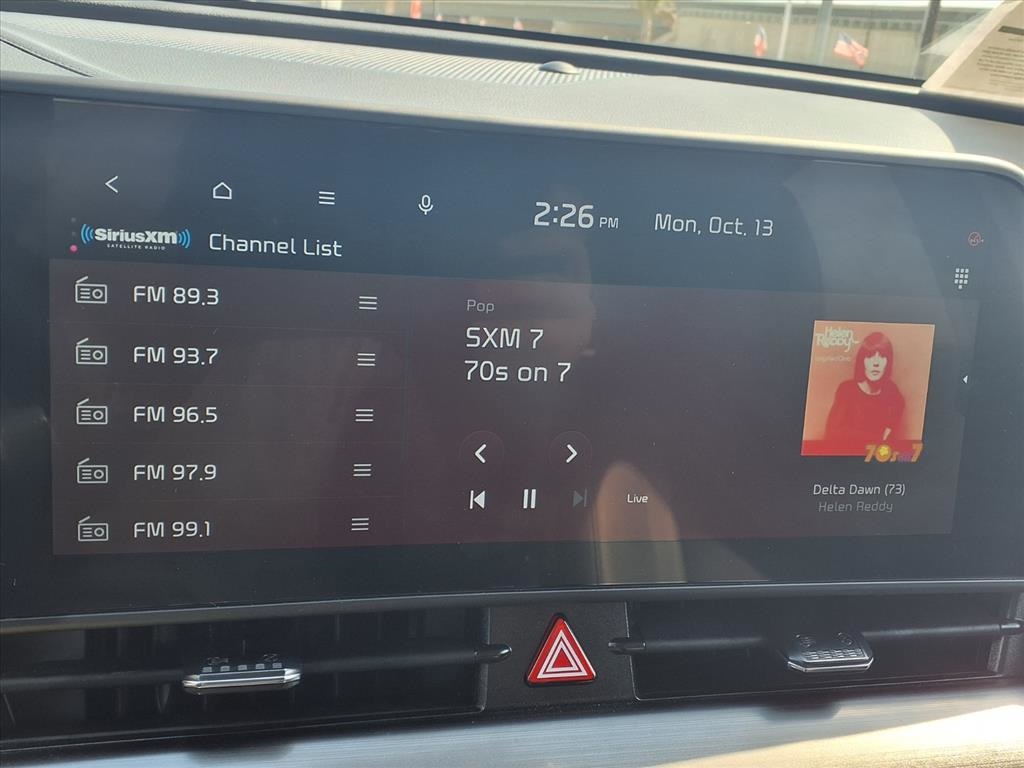 2:26 PM
Mon, Oct. 13
SiriusXM
SATELLITE RADIO
Channel List
FM 89.3
FM 93.7
FM 96.5
FM 97.9
FM 99.1
Pop
SXM 7
70s on 7
Live
Helen
Reddy
70s on 7
Delta Dawn (73)
Helen Reddy